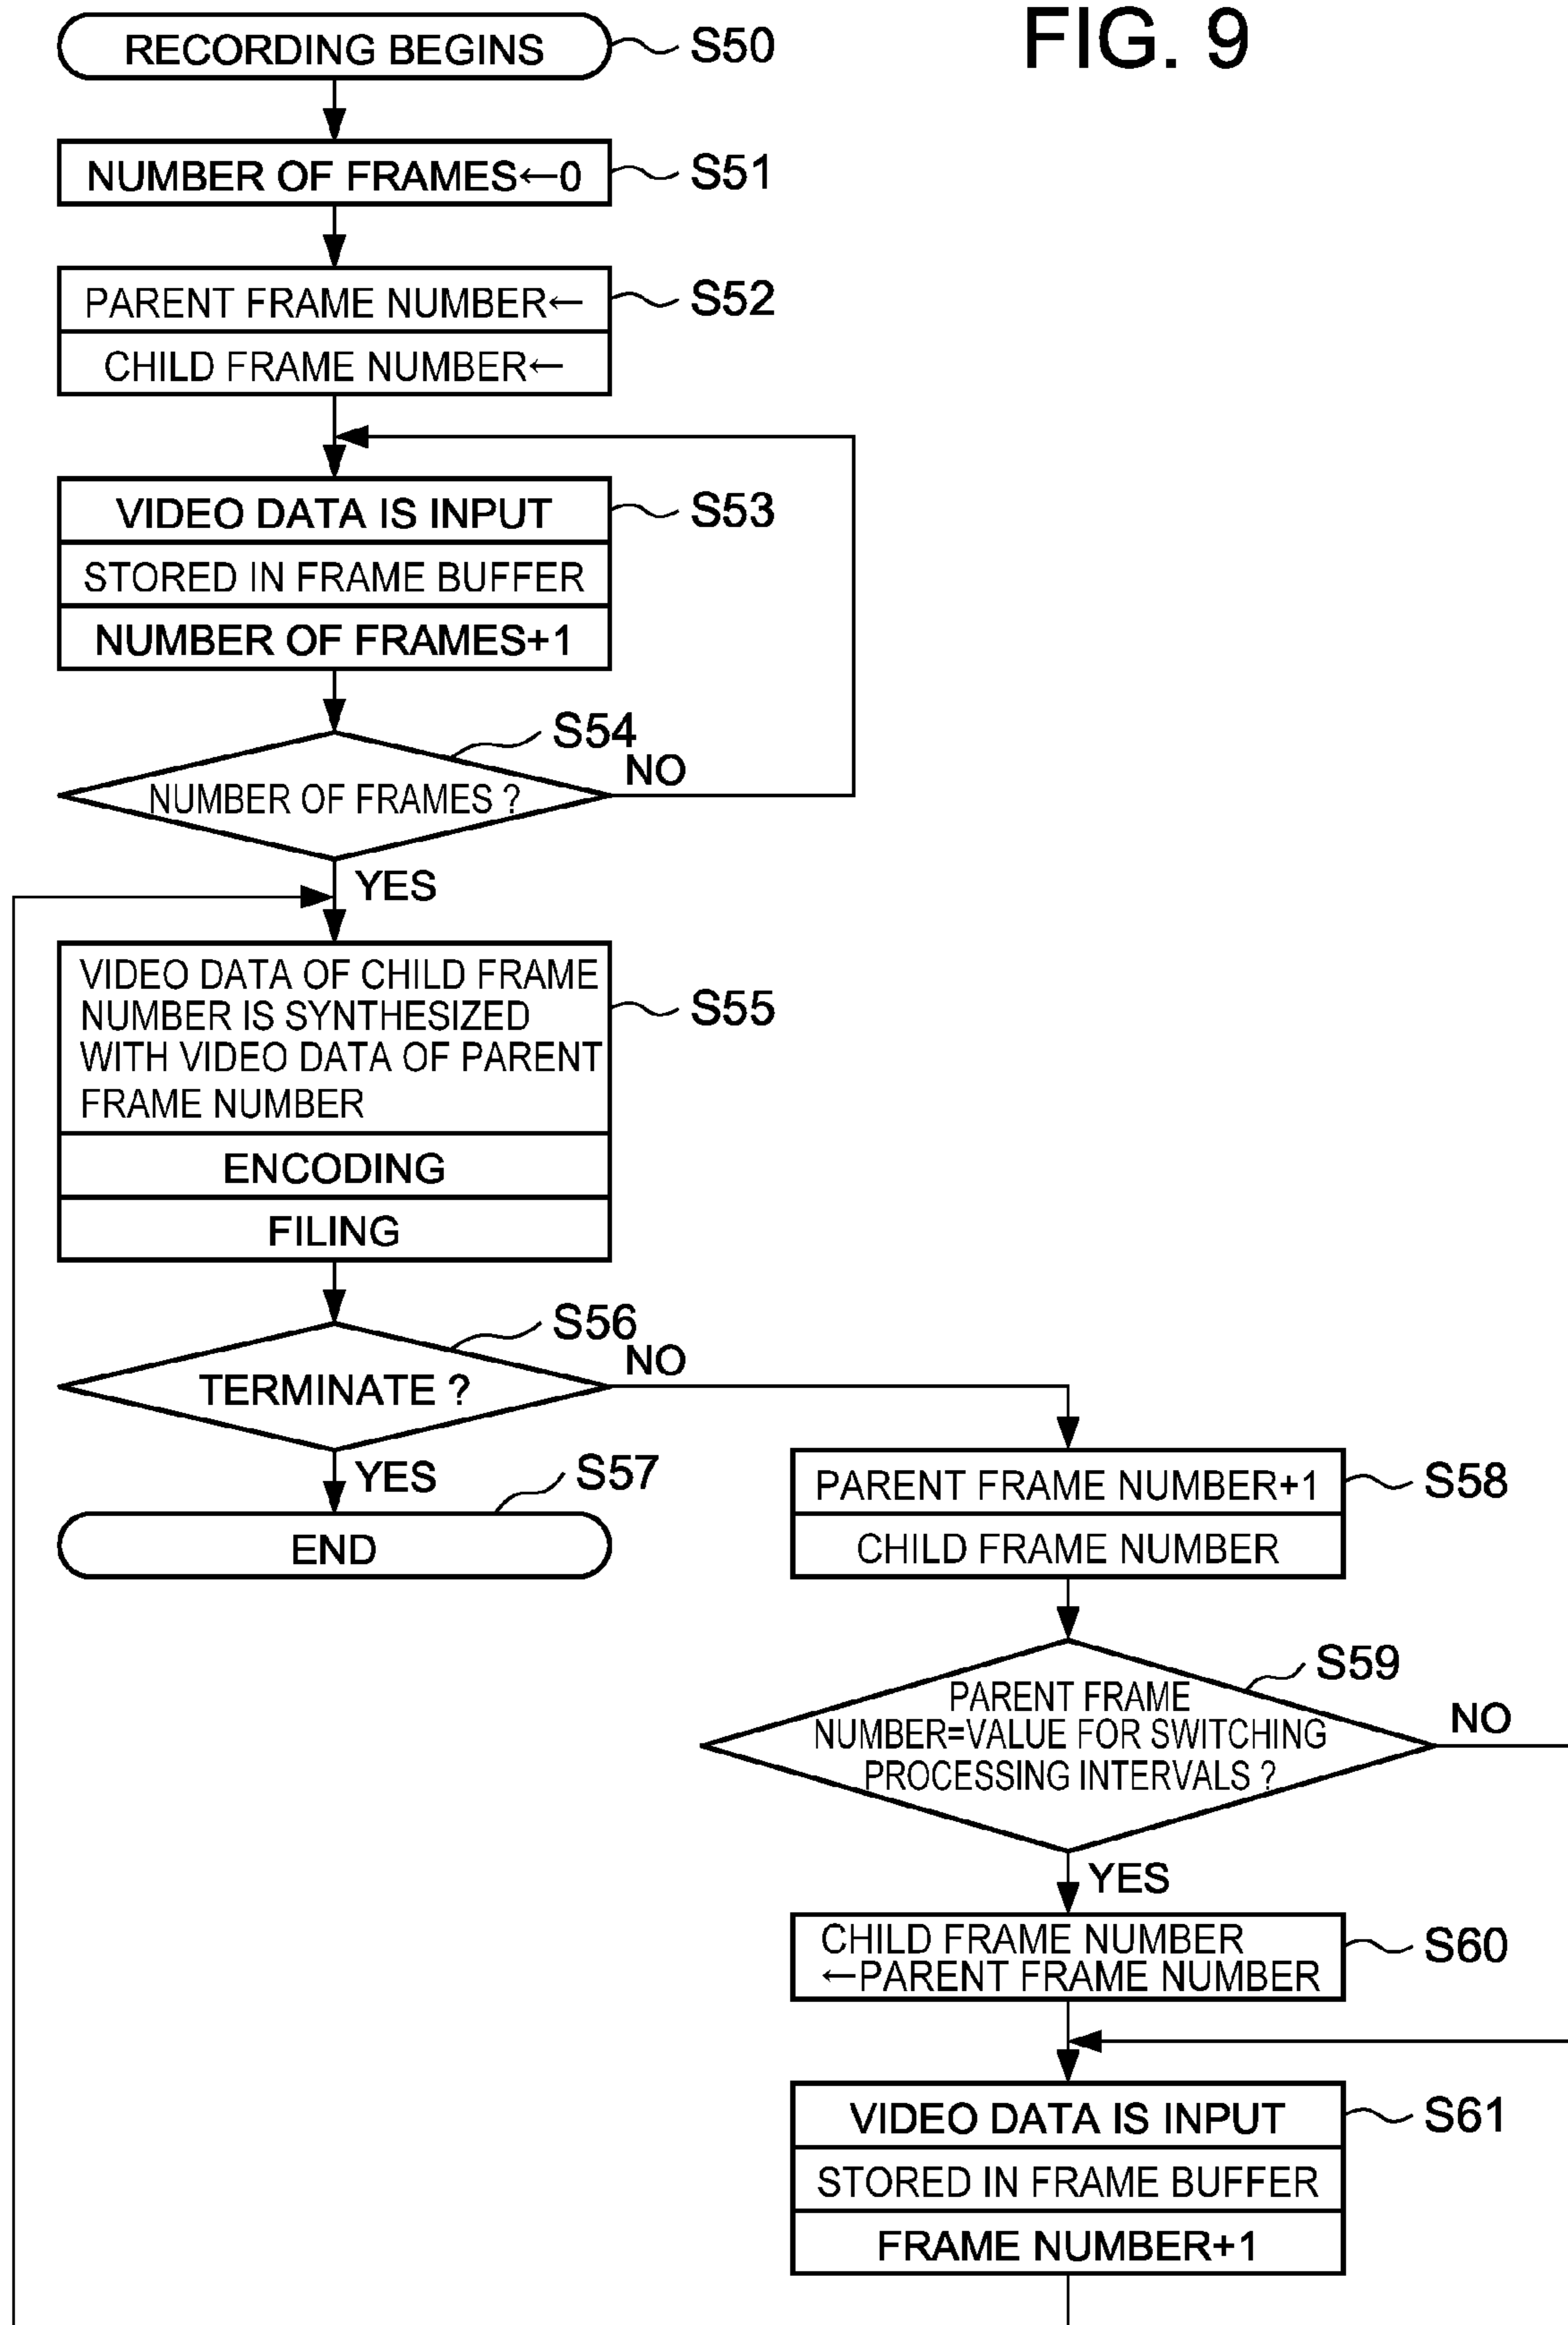 FIG. 9
RECORDING BEGINS
S50
NUMBER OF FRAMES←0
S51
PARENT FRAME NUMBER←
S52
CHILD FRAME NUMBER←
VIDEO DATA IS INPUT
S53
STORED IN FRAME BUFFER
NUMBER OF FRAMES+1
S54
NO
NUMBER OF FRAMES ?
YES
VIDEO DATA OF CHILD FRAME
NUMBER IS SYNTHESIZED
WITH VIDEO DATA OF PARENT
FRAME NUMBER
S55
ENCODING
FILING
S56
NO
TERMINATE ?
YES
S57
END
PARENT FRAME NUMBER+1
S58
CHILD FRAME NUMBER
S59
PARENT FRAME
NUMBER=VALUE FOR SWITCHING
PROCESSING INTERVALS ?
NO
YES
CHILD FRAME NUMBER
←PARENT FRAME NUMBER
S60
VIDEO DATA IS INPUT
S61
STORED IN FRAME BUFFER
FRAME NUMBER+1